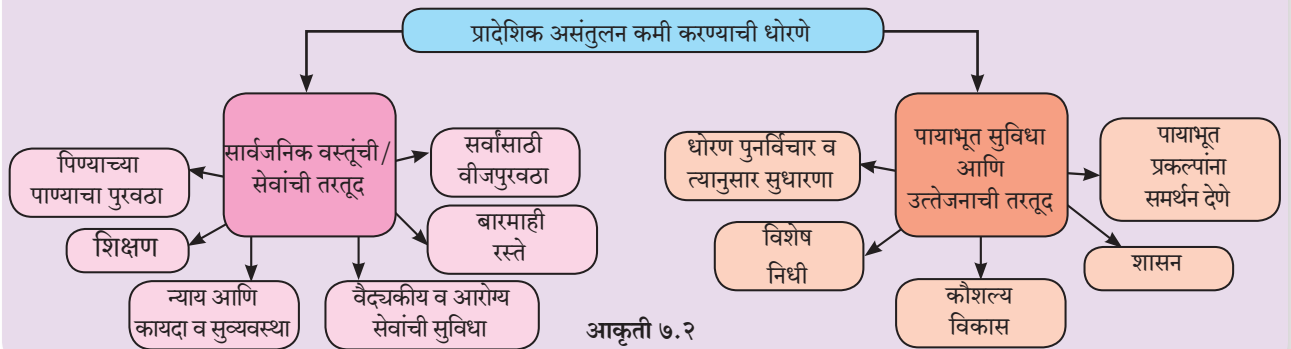 प्रादेशिक असंतुलन कमी करण्याची धोरणे
सार्वजनिक वस्तूंची/
सेवांची तरतूद
पिण्याच्या
पाण्याचा पुरवठा
शिक्षण
न्याय आणि
कायदा व सुव्यवस्था
वैद्यकीय व आरोग्य
सेवांची सुविधा
बारमाही
रस्ते
सर्वांसाठी
वीजपुरवठा
पायाभूत सुविधा
आणि
उत्तेजनाची तरतूद
धोरण पुनर्विचार व
त्यानुसार सुधारणा
विशेष
निधी
कौशल्य
विकास
शासन
पायाभूत
प्रकल्पांना
समर्थन देणे
आकृती ७.२